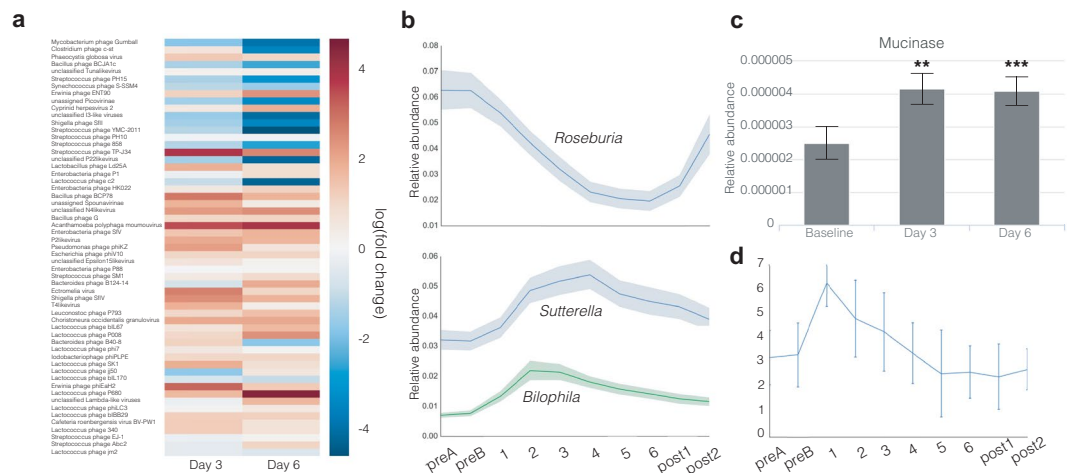 a
Mycobacterium phage Gumball
Clostridium phage c-st
Phaeocystis globosa virus
Bacillus phage BCJA1c
unclassified Tunalikevirus
Streptococcus phage PH15
Synechococcus phage S-SSM4
Erwinia phage ENT90
unassigned Picovirinae
Cyprinid herpesvirus 2
unclassified I3-like viruses
Shigella phage SfII
Streptococcus phage YMC-2011
Streptococcus phage PH10
Streptococcus phage 858
Streptococcus phage TP-J34
unclassified P22likevirus
Lactobacillus phage Ld25A
Enterobacteria phage P1
Lactococcus phage c2
Enterobacteria phage HK022
Bacillus phage BCP78
unassigned Spounavirinae
unclassified N4likevirus
Bacillus phage G
Acanthamoeba polyphaga moumouvirus
Enterobacteria phage SfV
P2likevirus
Pseudomonas phage phiKZ
Escherichia phage phiV10
unclassified Epsilon15likevirus
Enterobacteria phage P88
Streptococcus phage SM1
Bacteroides phage B124-14
Ectromelia virus
Shigella phage SfIV
T4likevirus
Leuconostoc phage P793
Choristoneura occidentalis granulovirus
Lactococcus phage bIL67
Lactococcus phage P008
Bacteroides phage B40-8
Lactococcus phage phi7
Iodobacteriophage phiPLPE
Lactococcus phage SK1
Lactococcus phage jj50
Lactococcus phage bIL170
Erwinia phage phiEaH2
Lactococcus phage P680
unclassified Lambda-like viruses
Lactococcus phage phiLC3
Lactococcus phage bIBB29
Cafeteria roenbergensis virus BV-PW1
Lactococcus phage 340
Streptococcus phage EJ-1
Streptococcus phage Abc2
Lactococcus phage jm2
Day 3
Day 6
4
2
0
-2
-4
log(fold change)
b
0.08
0.07
0.06
0.05
0.04
0.03
0.02
0.01
Relative abundance
Roseburia
0.06
0.05
0.04
0.03
0.02
0.01
0.00
Relative abundance
Sutterella
Bilophila
preA
preB
1
2
3
4
5
6
post1
post2
c
Mucinase
0.000005
0.000004
0.000003
0.000002
0.000001
0
Relative abundance
**
***
Baseline
Day 3
Day 6
d
7
6
5
4
3
2
1
0
preA
preB
1
2
3
4
5
6
post1
post2